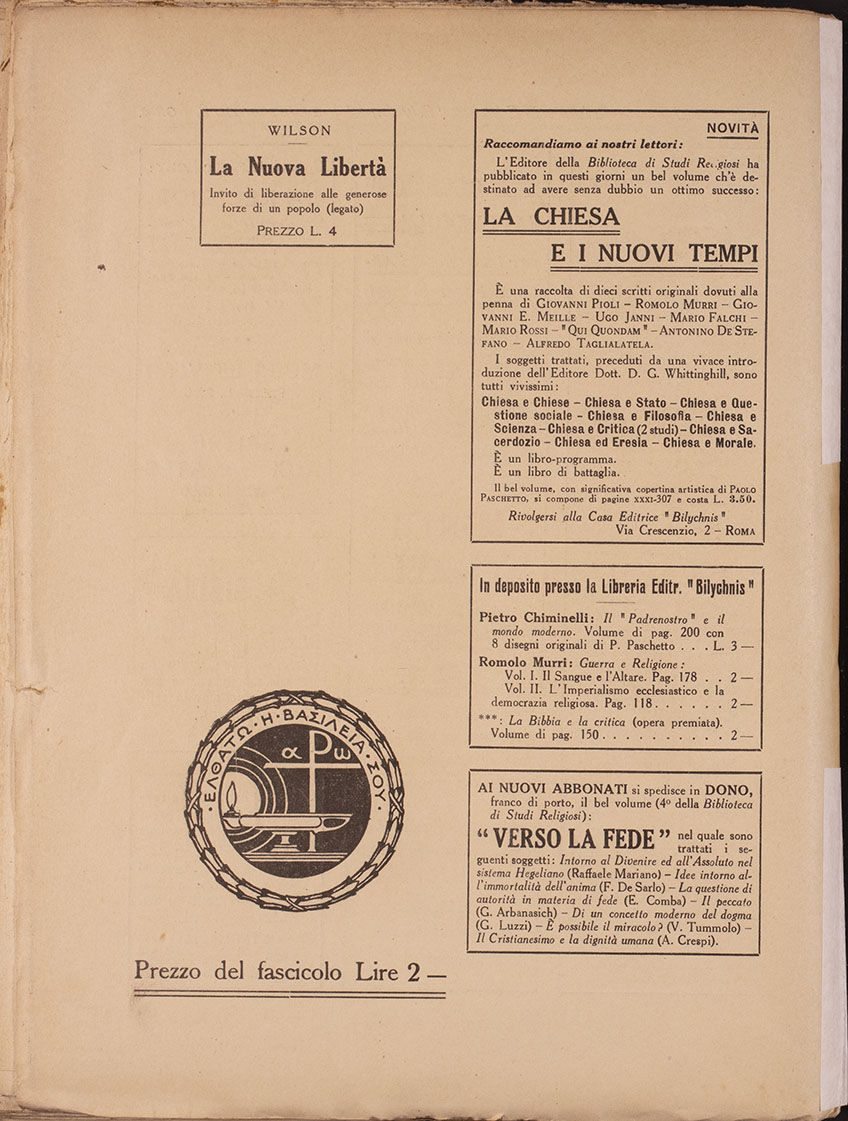 WILSON
La Nuova Libertà
Invito di liberazione alle generose
forze di un popolo (legato)
PREZZO L. 4
ΕΛΘΑΤΩ · Η · ΒΑΣΙΛΕΙΑ · ΣΟΥ ·
α Ρ ω
Prezzo del fascicolo Lire 2 —
NOVITÀ
Raccomandiamo ai nostri lettori:
L'Editore della Biblioteca di Studi Religiosi ha
pubblicato in questi giorni un bel volume ch'è de-
stinato ad avere senza dubbio un ottimo successo:
LA CHIESA
E I NUOVI TEMPI
È una raccolta di dieci scritti originali dovuti alla
penna di GIOVANNI PIOLI – ROMOLO MURRI – GIO-
VANNI E. MEILLE – UGO JANNI – MARIO FALCHI –
MARIO ROSSI – "QUI QUONDAM" – ANTONINO DE STE-
FANO – ALFREDO TAGLIALATELA.
I soggetti trattati, preceduti da una vivace intro-
duzione dell'Editore Dott. D. G. Whittinghill, sono
tutti vivissimi:
Chiesa e Chiese – Chiesa e Stato – Chiesa e Que-
stione sociale – Chiesa e Filosofia – Chiesa e
Scienza – Chiesa e Critica (2 studi) – Chiesa e Sa-
cerdozio – Chiesa ed Eresia – Chiesa e Morale.
È un libro-programma.
È un libro di battaglia.
Il bel volume, con significativa copertina artistica di PAOLO
PASCHETTO, si compone di pagine XXXI-307 e costa L. 3.50.
Rivolgersi alla Casa Editrice "Bilychnis"
Via Crescenzio, 2 – ROMA
In deposito presso la Libreria Editr. "Bilychnis"
Pietro Chiminelli: Il "Padrenostro" e il
mondo moderno. Volume di pag. 200 con
8 disegni originali di P. Paschetto . . . L. 3 —
Romolo Murri: Guerra e Religione:
Vol. I. Il Sangue e l'Altare. Pag. 178 . . 2 —
Vol. II. L'Imperialismo ecclesiastico e la
democrazia religiosa. Pag. 118 . . . . . . 2 —
***: La Bibbia e la critica (opera premiata).
Volume di pag. 150 . . . . . . . . . . 2 —
AI NUOVI ABBONATI si spedisce in DONO,
franco di porto, il bel volume (4º della Biblioteca
di Studi Religiosi):
"VERSO LA FEDE" nel quale sono
trattati i se-
guenti soggetti: Intorno al Divenire ed all'Assoluto nel
sistema Hegeliano (Raffaele Mariano) – Idee intorno al-
l'immortalità dell'anima (F. De Sarlo) – La questione di
autorità in materia di fede (E. Comba) – Il peccato
(G. Arbanasich) – Di un concetto moderno del dogma
(G. Luzzi) – È possibile il miracolo? (V. Tummolo) –
Il Cristianesimo e la dignità umana (A. Crespi).